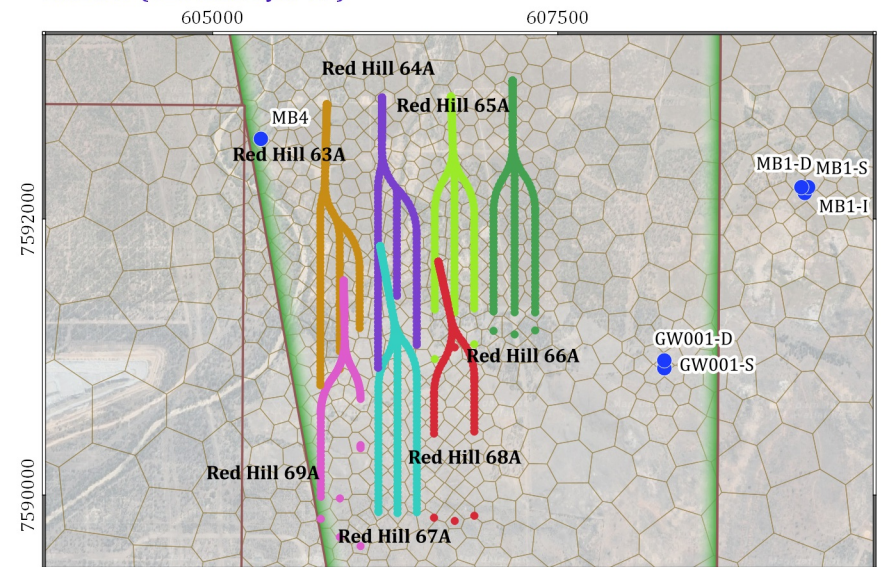 605000
607500
Red Hill 64A
Red Hill 65A
MB4
Red Hill 63A
MB1-D
MB1-S
MB1-I
7592000
GW001-D
GW001-S
Red Hill 66A
Red Hill 68A
Red Hill 69A
7590000
Red Hill 67A